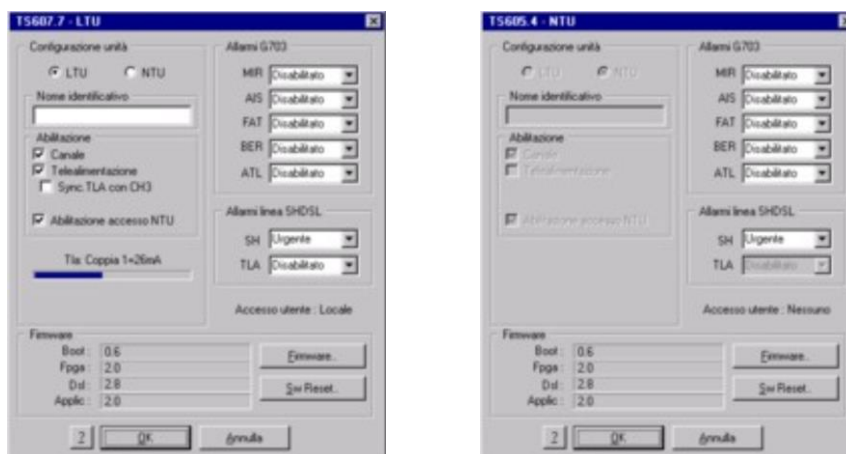 TS607.7 - LTU
Configurazione unità
LTU NTU
Nome identificativo
Abilitazione
Canale
Telealimentazione
Sync.TLA con CH3
Abilitazione accesso NTU
Tla: Coppia 1=26mA
Allarmi G703
MIR Disabilitato
AIS Disabilitato
FAT Disabilitato
BER Disabilitato
ATL Disabilitato
Allarmi linea SHDSL
SH Urgente
TLA Disabilitato
Accesso utente : Locale
Firmware
Boot : 0.6
Fpga : 2.0
Dsl : 2.8
Applic : 2.0
Firmware..
Sw Reset..
? OK Annulla
TS605.4 - NTU
Configurazione unità
LTU NTU
Nome identificativo
Abilitazione
Canale
Telealimentazione
Abilitazione accesso NTU
Allarmi G703
MIR Disabilitato
AIS Disabilitato
FAT Disabilitato
BER Disabilitato
ATL Disabilitato
Allarmi linea SHDSL
SH Urgente
TLA Disabilitato
Accesso utente : Nessuno
Firmware
Boot : 0.6
Fpga : 2.0
Dsl : 2.8
Applic : 2.0
Firmware..
Sw Reset..
? OK Annulla